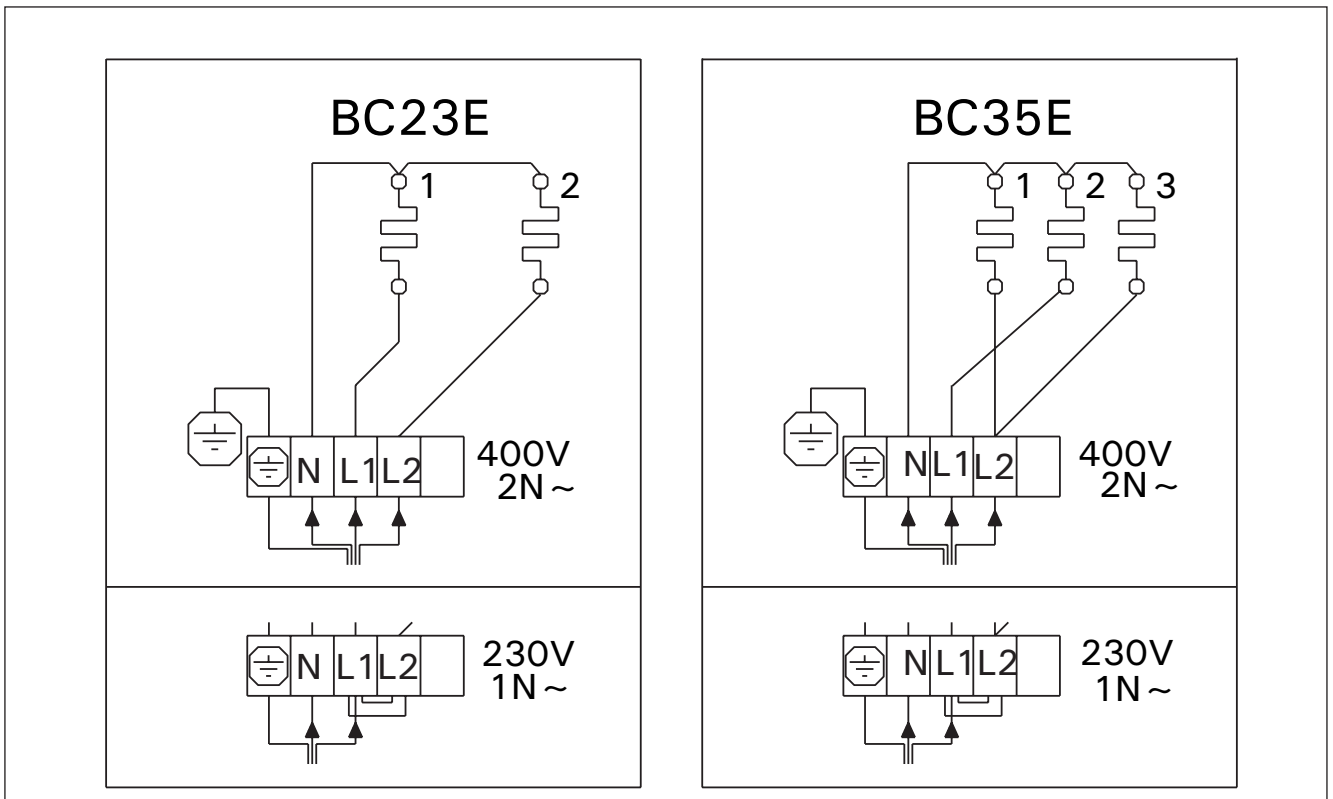 BC23E
1 2
N L1 L2
400V
2N ~
N L1 L2
230V
1N ~
BC35E
1 2 3
N L1 L2
400V
2N ~
N L1 L2
230V
1N ~